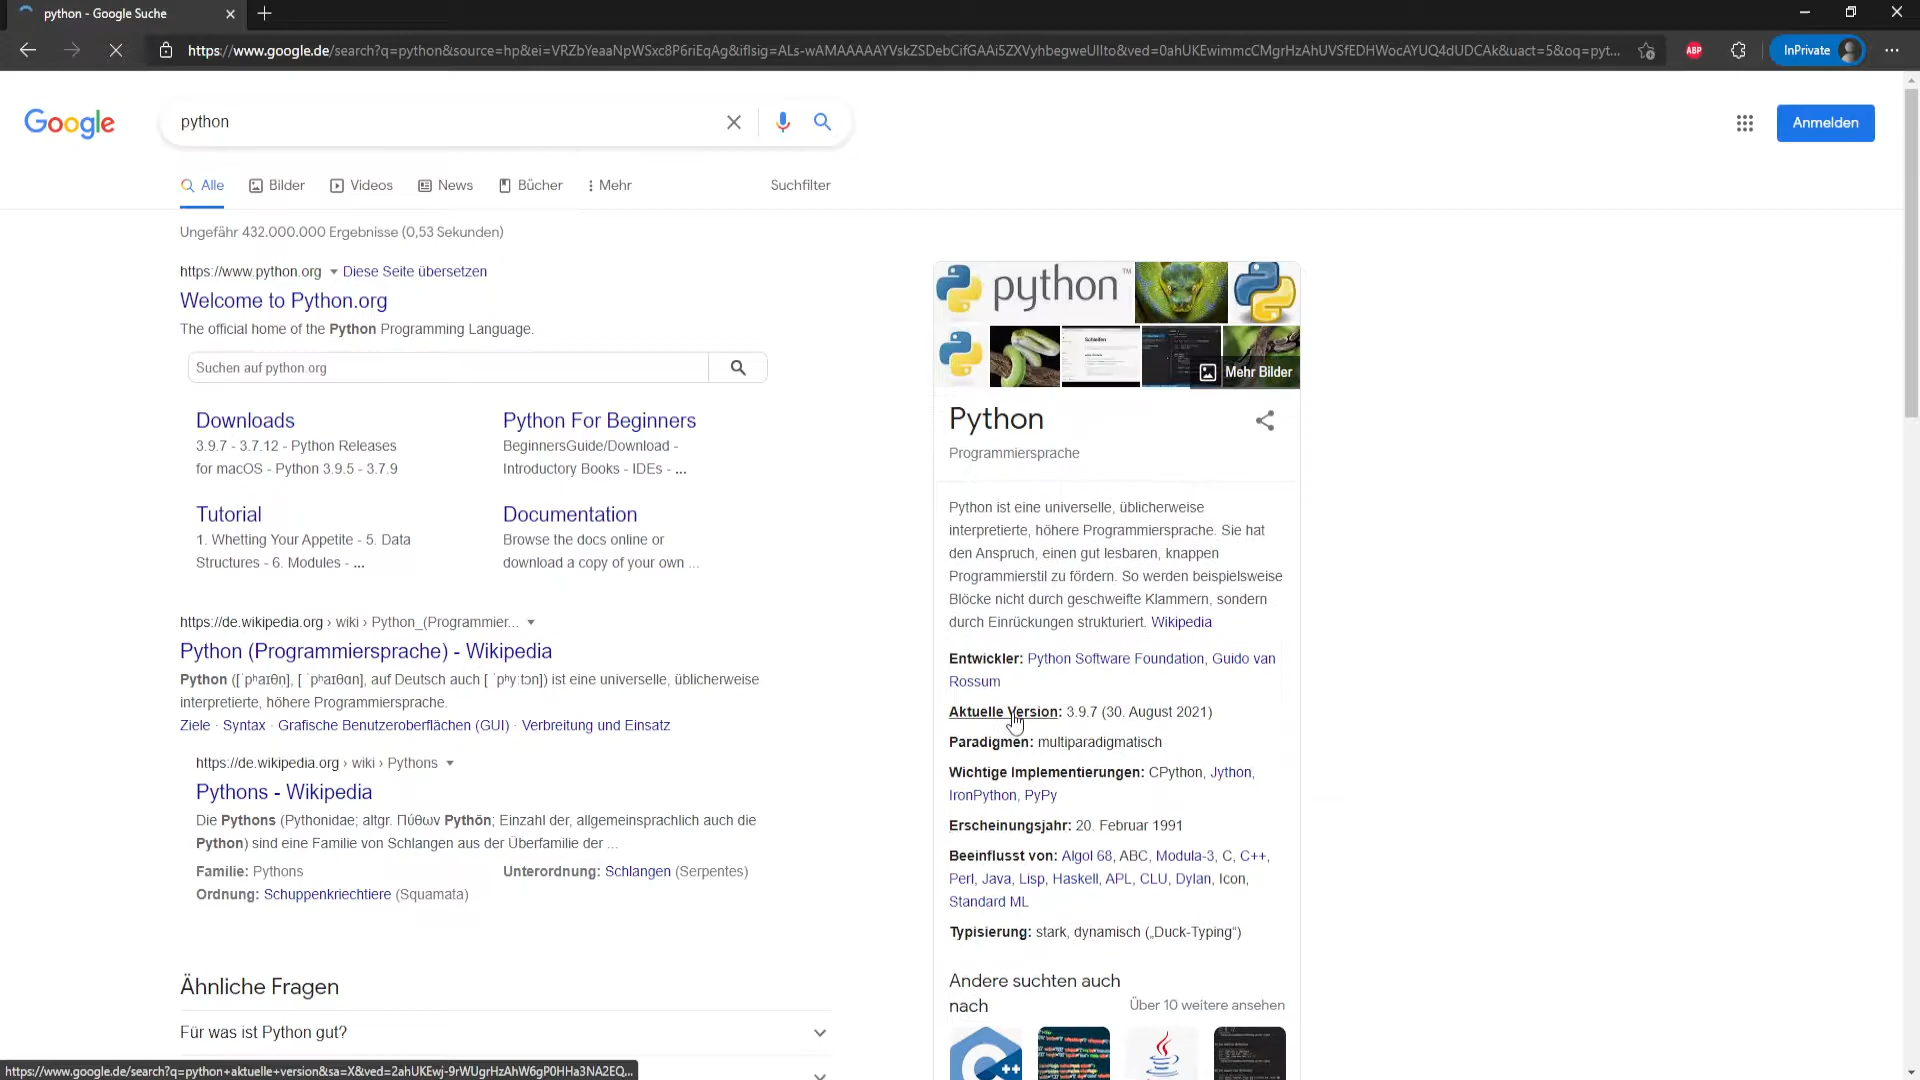 python - Google Suche
https://www.google.de/search?q=python&source=hp&ei=VRZbYeaaNpWSxc8P6riEqAg&iflsig=ALs-wAMAAAAAYVskZSDebCifGAAi5ZXVyhbegweUIlto&ved=0ahUKEwimmcCMgrHzAhUVSfEDHWocAYUQ4dUDCAk&uact=5&oq=pyt...
ABP
InPrivate
Google
python
Anmelden
Alle
Bilder
Videos
News
Bücher
Mehr
Suchfilter
Ungefähr 432.000.000 Ergebnisse (0,53 Sekunden)
https://www.python.org Diese Seite übersetzen
Welcome to Python.org
The official home of the Python Programming Language.
Suchen auf python.org
Downloads
3.9.7 - 3.7.12 - Python Releases
for macOS - Python 3.9.5 - 3.7.9
Python For Beginners
BeginnersGuide/Download -
Introductory Books - IDEs - ...
Tutorial
1. Whetting Your Appetite - 5. Data
Structures - 6. Modules - ...
Documentation
Browse the docs online or
download a copy of your own ...
https://de.wikipedia.org › wiki › Python_(Programmier...
Python (Programmiersprache) - Wikipedia
Python ([ˈpʰaɪθn̩], [ ˈpʰaɪθɑn], auf Deutsch auch [ ˈpʰyːtɔn]) ist eine universelle, üblicherweise
interpretierte, höhere Programmiersprache.
Ziele · Syntax · Grafische Benutzeroberflächen (GUI) · Verbreitung und Einsatz
https://de.wikipedia.org › wiki › Pythons
Pythons - Wikipedia
Die Pythons (Pythonidae; altgr. Πύθων Pythōn; Einzahl der, allgemeinsprachlich auch die
Python) sind eine Familie von Schlangen aus der Überfamilie der ...
Familie: Pythons
Unterordnung: Schlangen (Serpentes)
Ordnung: Schuppenkriechtiere (Squamata)
Ähnliche Fragen
Für was ist Python gut?
python™
Schleifen
Mehr Bilder
Python
Programmiersprache
Python ist eine universelle, üblicherweise
interpretierte, höhere Programmiersprache. Sie hat
den Anspruch, einen gut lesbaren, knappen
Programmierstil zu fördern. So werden beispielsweise
Blöcke nicht durch geschweifte Klammern, sondern
durch Einrückungen strukturiert. Wikipedia
Entwickler: Python Software Foundation, Guido van
Rossum
Aktuelle Version: 3.9.7 (30. August 2021)
Paradigmen: multiparadigmatisch
Wichtige Implementierungen: CPython, Jython,
IronPython, PyPy
Erscheinungsjahr: 20. Februar 1991
Beeinflusst von: Algol 68, ABC, Modula-3, C, C++,
Perl, Java, Lisp, Haskell, APL, CLU, Dylan, Icon,
Standard ML
Typisierung: stark, dynamisch („Duck-Typing“)
Andere suchten auch
nach
Über 10 weitere ansehen
C++
https://www.google.de/search?q=python+aktuelle+version&sa=X&ved=2ahUKEwj-9rWUgrHzAhW6gP0HHa3NA2EQ...